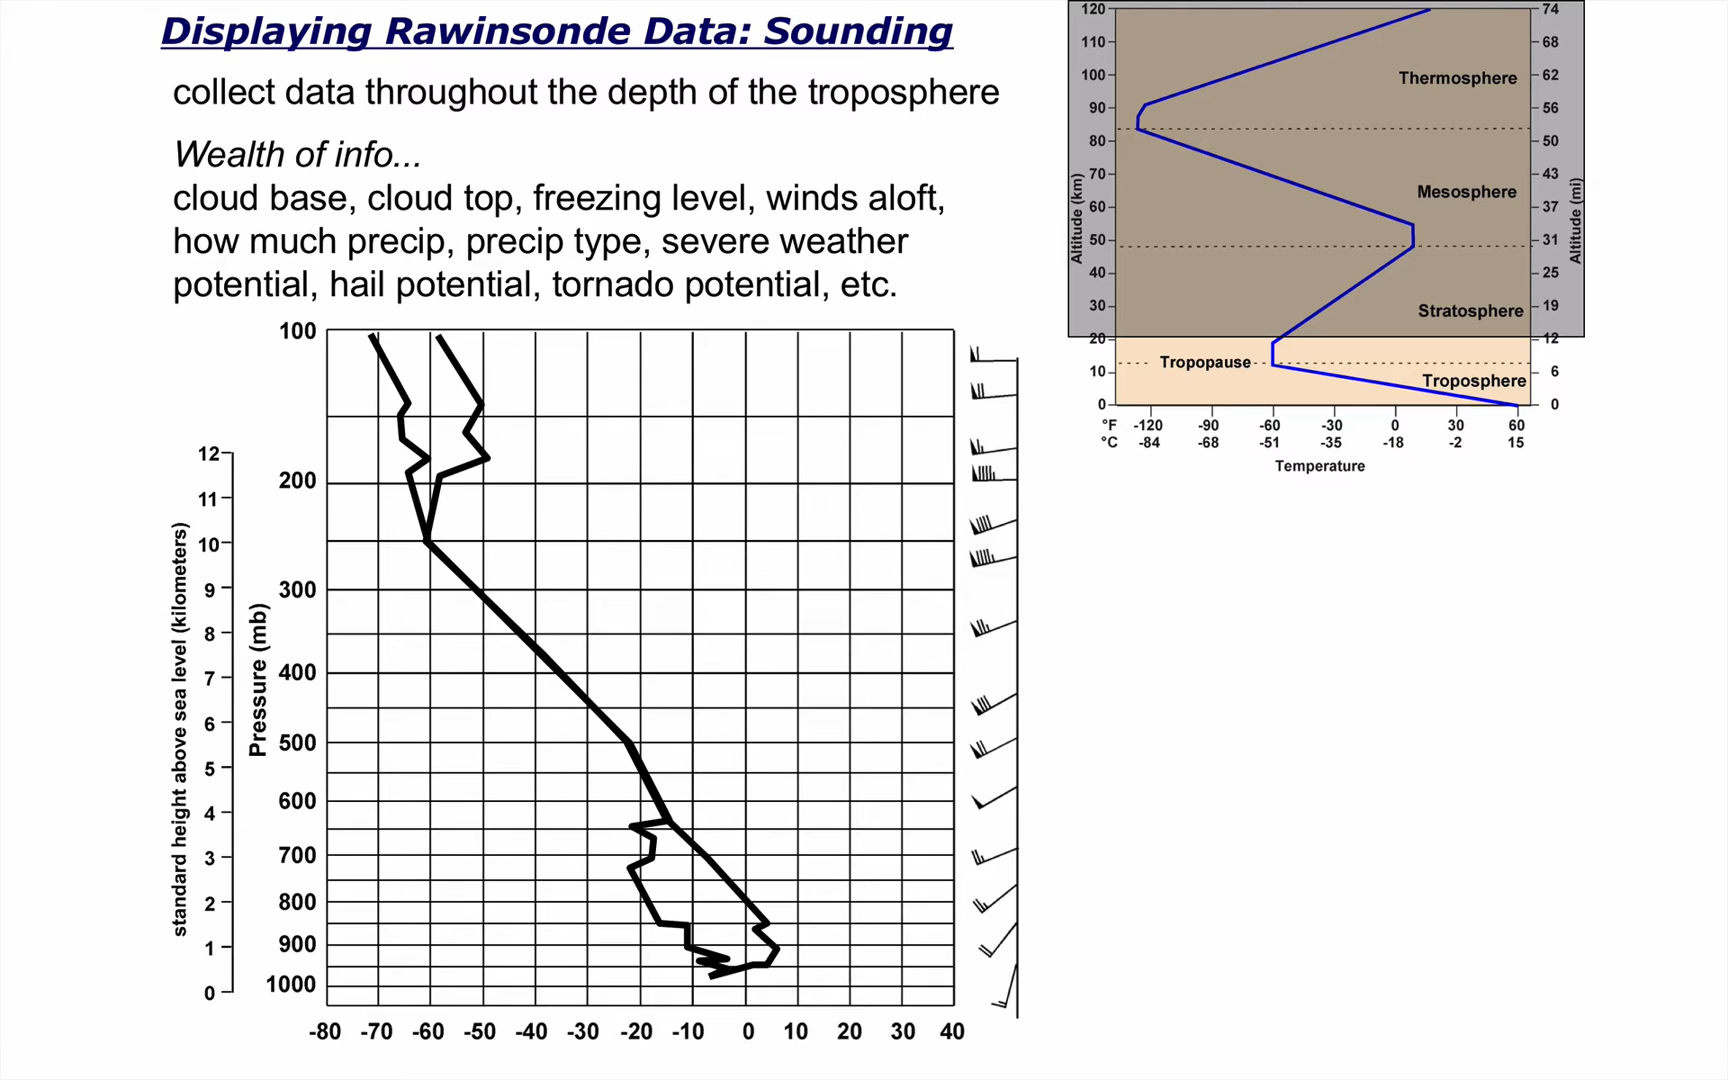 Displaying Rawinsonde Data: Sounding
collect data throughout the depth of the troposphere
Wealth of info...
cloud base, cloud top, freezing level, winds aloft,
how much precip, precip type, severe weather
potential, hail potential, tornado potential, etc.
12
11
10
9
8
7
6
5
4
3
2
1
0
standard height above sea level (kilometers)
Pressure (mb)
100
200
300
400
500
600
700
800
900
1000
-80 -70 -60 -50 -40 -30 -20 -10 0 10 20 30 40
120
110
100
90
80
70
60
50
40
30
20
10
0
Altitude (km)
Thermosphere
Mesosphere
Stratosphere
Tropopause
Troposphere
74
68
62
56
50
43
37
31
25
19
12
6
0
Altitude (mi)
°F -120 -90 -60 -30 0 30 60
°C -84 -68 -51 -35 -18 -2 15
Temperature